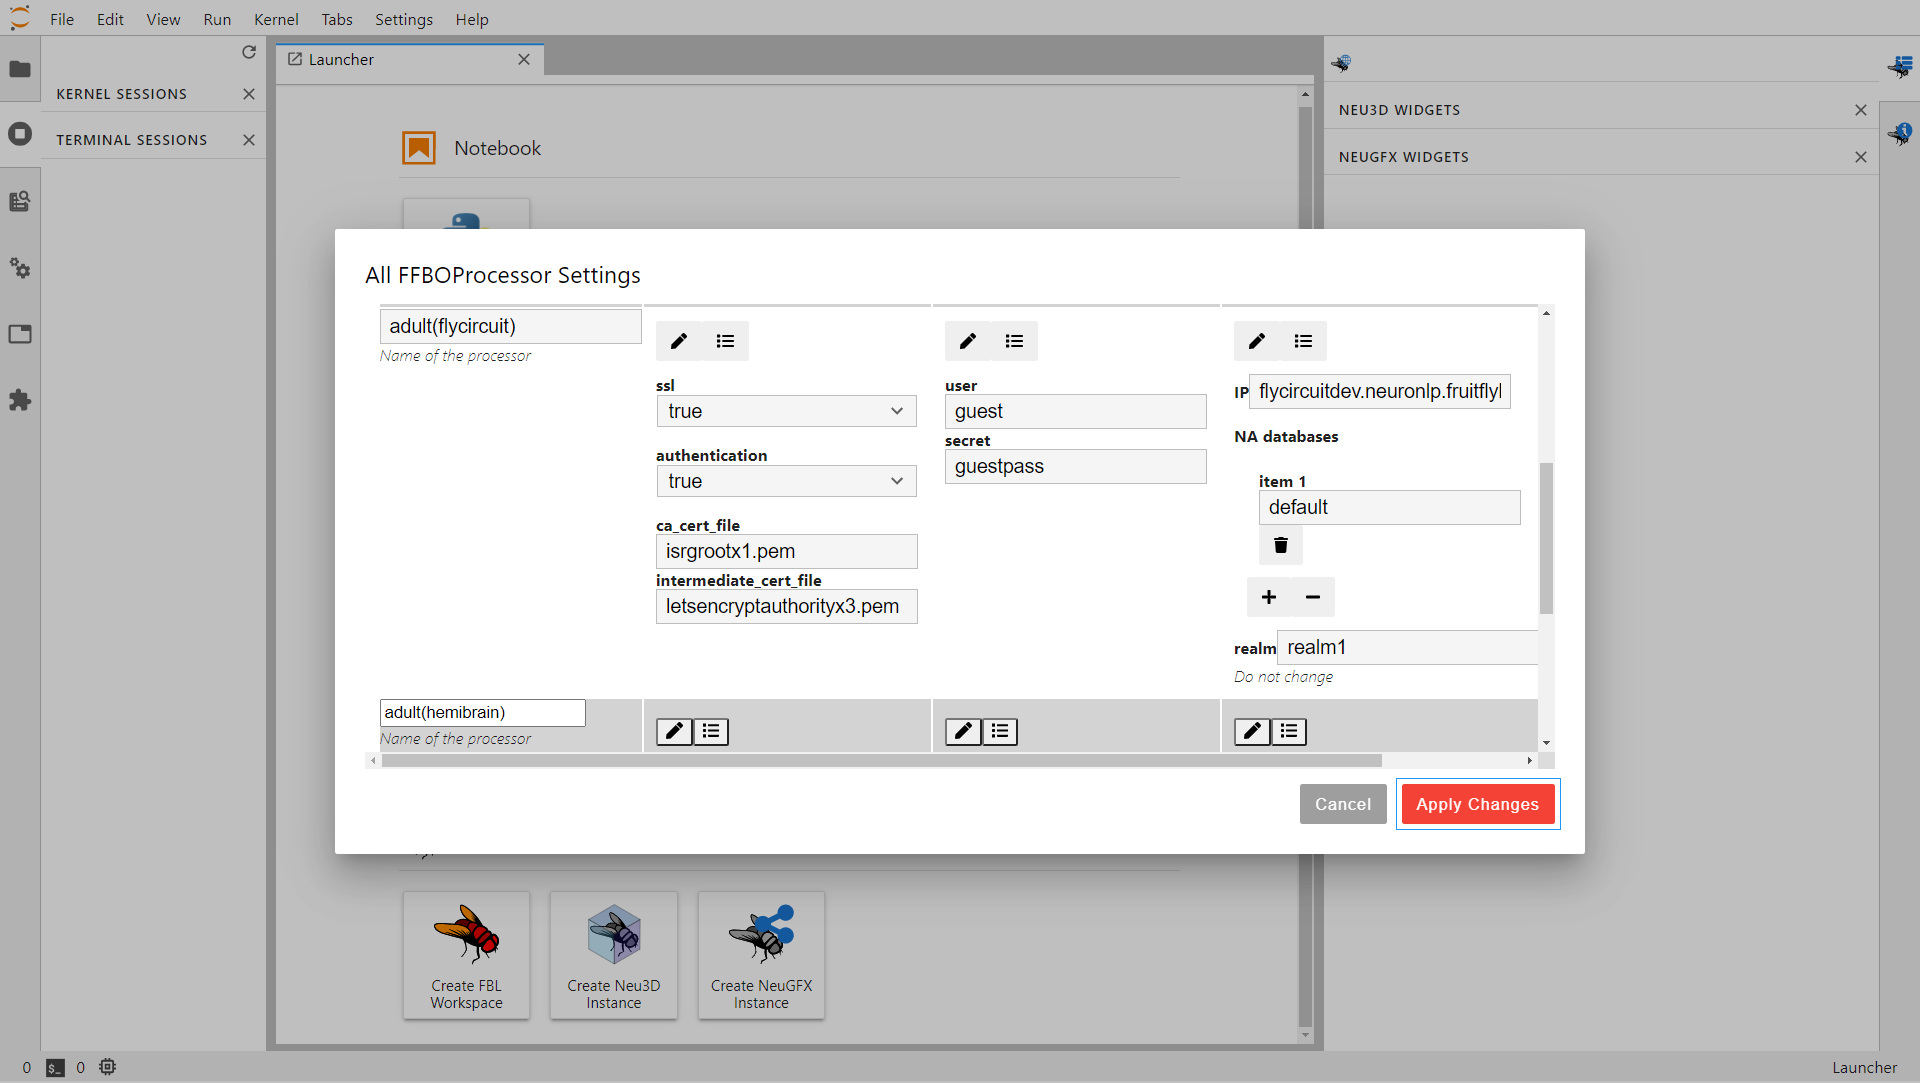 File Edit View Run Kernel Tabs Settings Help
Launcher
KERNEL SESSIONS
TERMINAL SESSIONS
NEU3D WIDGETS
NEUGFX WIDGETS
Notebook
All FFBOProcessor Settings
adult(flycircuit)
Name of the processor
ssl
true
authentication
true
ca_cert_file
isrgrootx1.pem
intermediate_cert_file
letsencryptauthorityx3.pem
user
guest
secret
guestpass
IP
NA databases
item 1
default
realm realm1
Do not change
adult(hemibrain)
Name of the processor
Cancel Apply Changes
Create FBL
Workspace
Create Neu3D
Instance
Create NeuGFX
Instance
0 $_ 0
Launcher